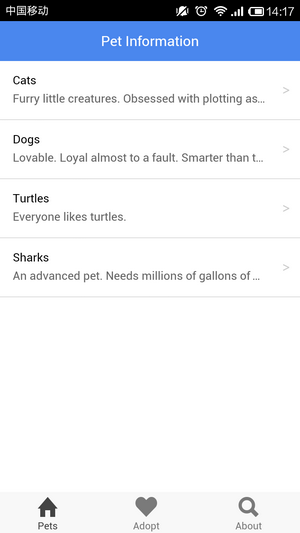 中国移动 14:17
Pet Information
Cats
Furry little creatures. Obsessed with plotting as...
>
Dogs
Lovable. Loyal almost to a fault. Smarter than t...
>
Turtles
Everyone likes turtles.
>
Sharks
An advanced pet. Needs millions of gallons of ...
>
Pets Adopt About